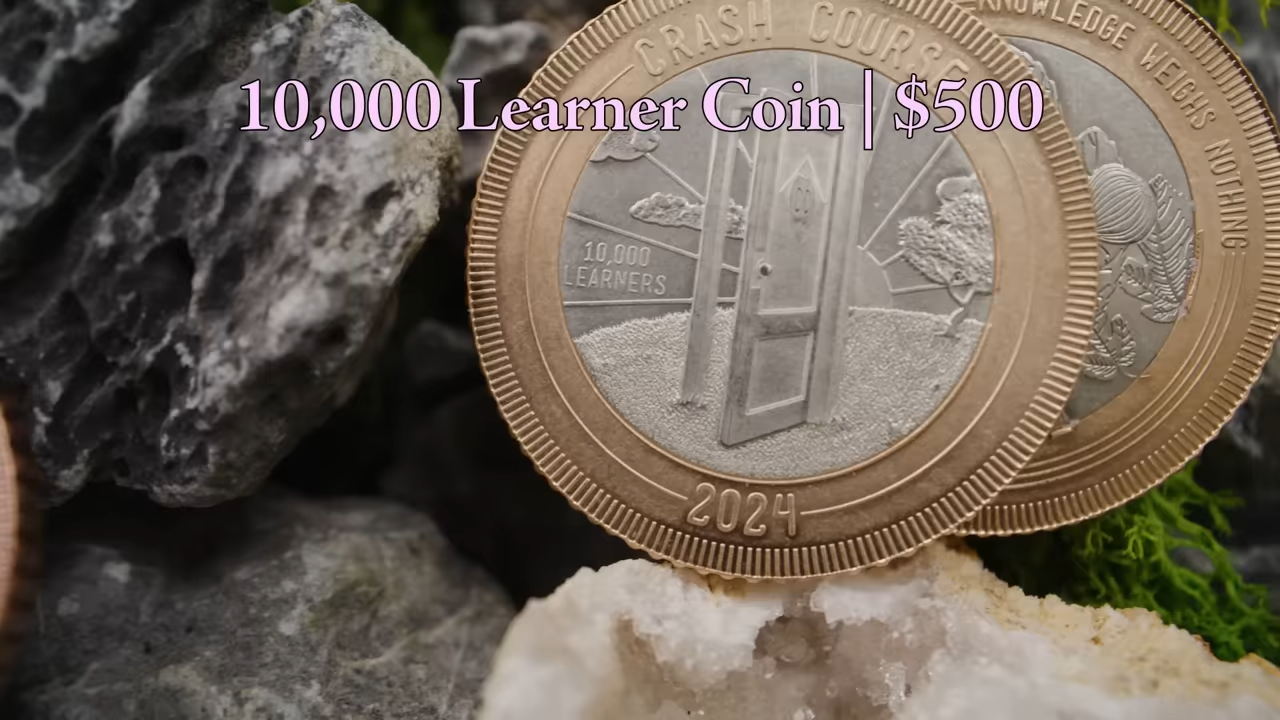 10,000 Learner Coin | $500
CRASH COURSE
10,000
LEARNERS
2024
KNOWLEDGE WEIGHS NOTHING